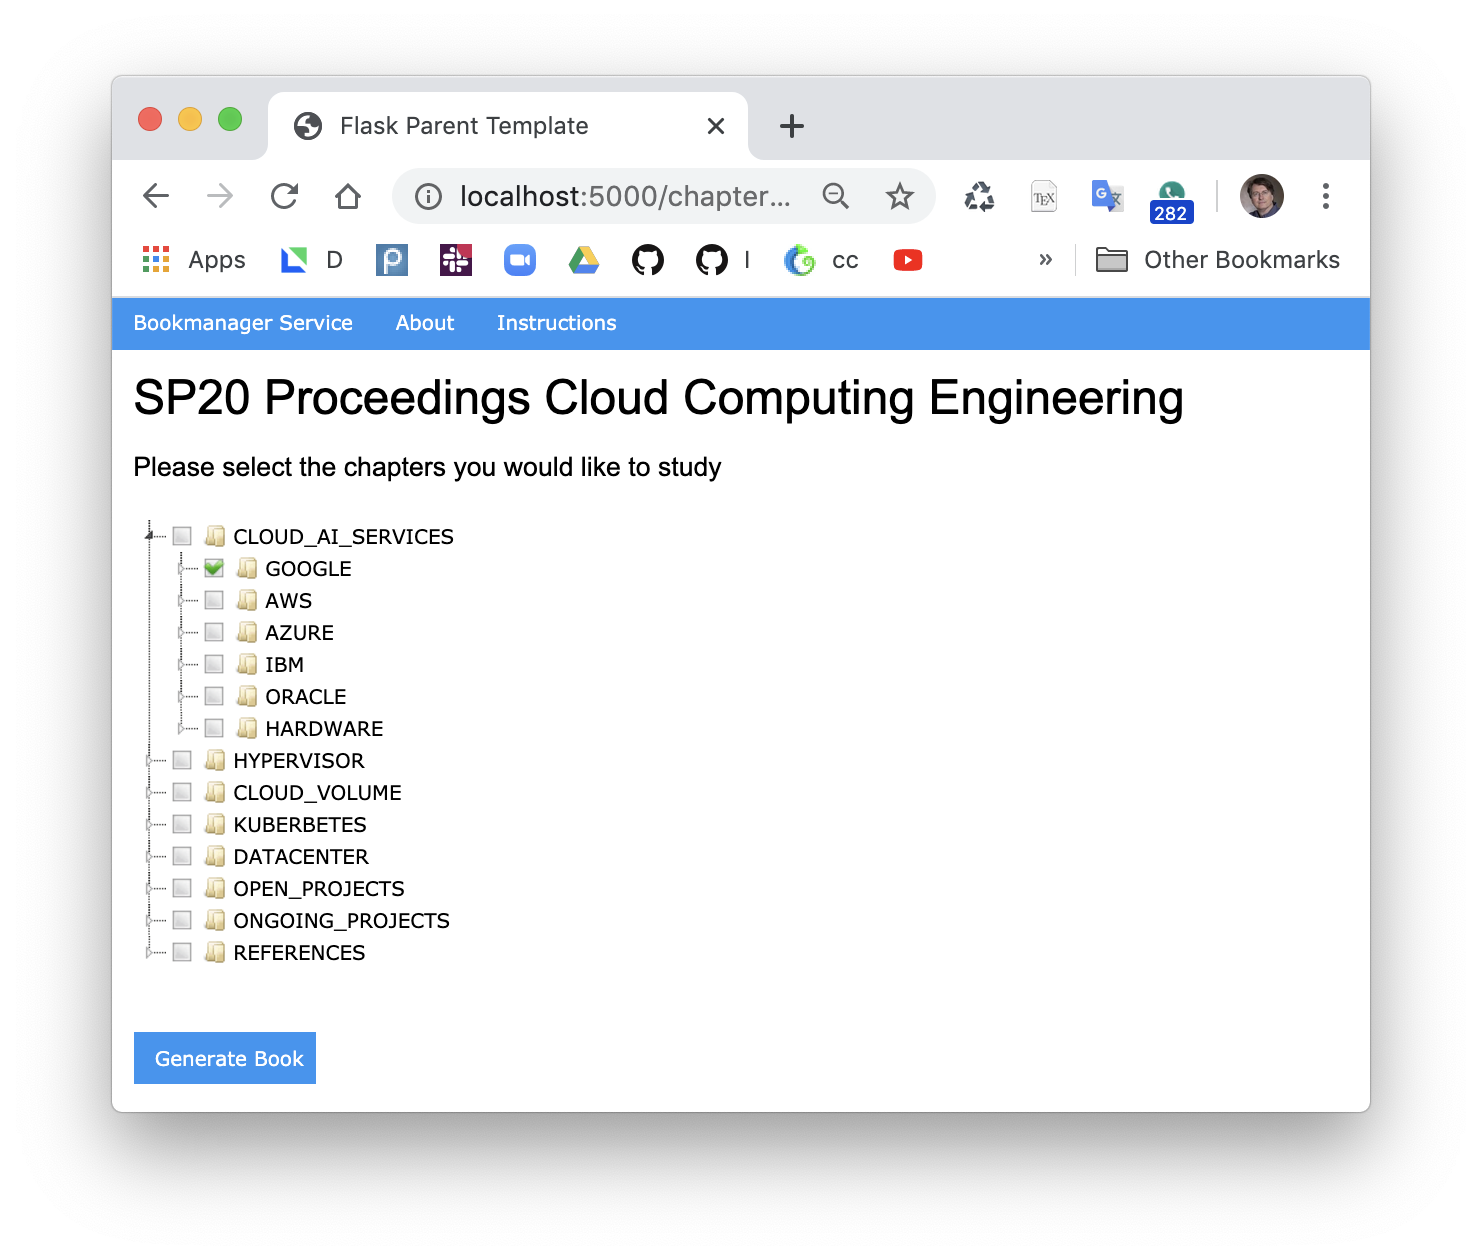 Flask Parent Template
localhost:5000/chapter...
TEX
G
282
Apps
D
P
I
cc
»
Other Bookmarks
Bookmanager Service About Instructions
SP20 Proceedings Cloud Computing Engineering
Please select the chapters you would like to study
CLOUD_AI_SERVICES
GOOGLE
AWS
AZURE
IBM
ORACLE
HARDWARE
HYPERVISOR
CLOUD_VOLUME
KUBERBETES
DATACENTER
OPEN_PROJECTS
ONGOING_PROJECTS
REFERENCES
Generate Book